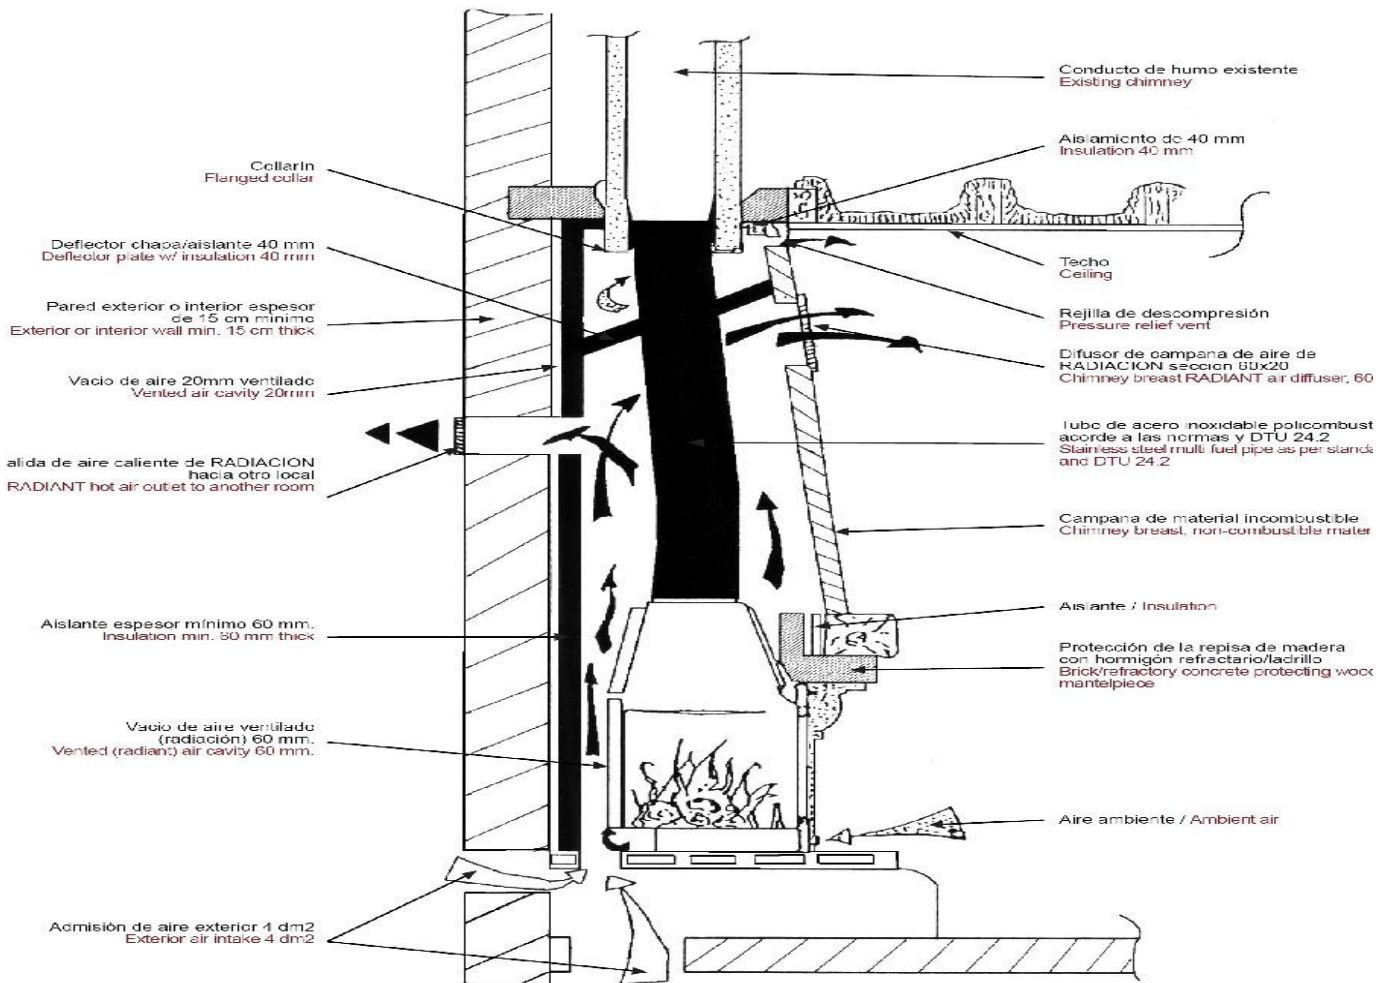 Conducto de humo existente
Existing chimney
Aislamiento de 40 mm
Insulation 40 mm
Collarín
Flanged collar
Deflector chapa/aislante 40 mm
Deflector plate w/ insulation 40 mm
Techo
Ceiling
Pared exterior o interior espesor
de 15 cm mínimo
Exterior or interior wall min. 15 cm thick
Rejilla de descompresión
Pressure relief vent
Difusor de campana de aire de
RADIACION sección 60x20
Chimney breast RADIANT air diffuser, 60
Vacio de aire 20mm ventilado
Vented air cavity 20mm
Tubo de acero inoxidable policombust
acorde a las normas y DTU 24.2
Stainless steel multi fuel pipe as per standa
and DTU 24.2
alida de aire caliente de RADIACION
hacia otro local
RADIANT hot air outlet to another room
Campana de material incombustible
Chimney breast, non-combustible mater
Aislante / Insulation
Aislante espesor mínimo 60 mm.
Insulation min. 60 mm thick
Protección de la repisa de madera
con hormigón refractario/ladrillo
Brick/refractory concrete protecting wood
mantelpiece
Vacio de aire ventilado
(radiación) 60 mm.
Vented (radiant) air cavity 60 mm.
Aire ambiente / Ambient air
Admisión de aire exterior 4 dm2
Exterior air intake 4 dm2